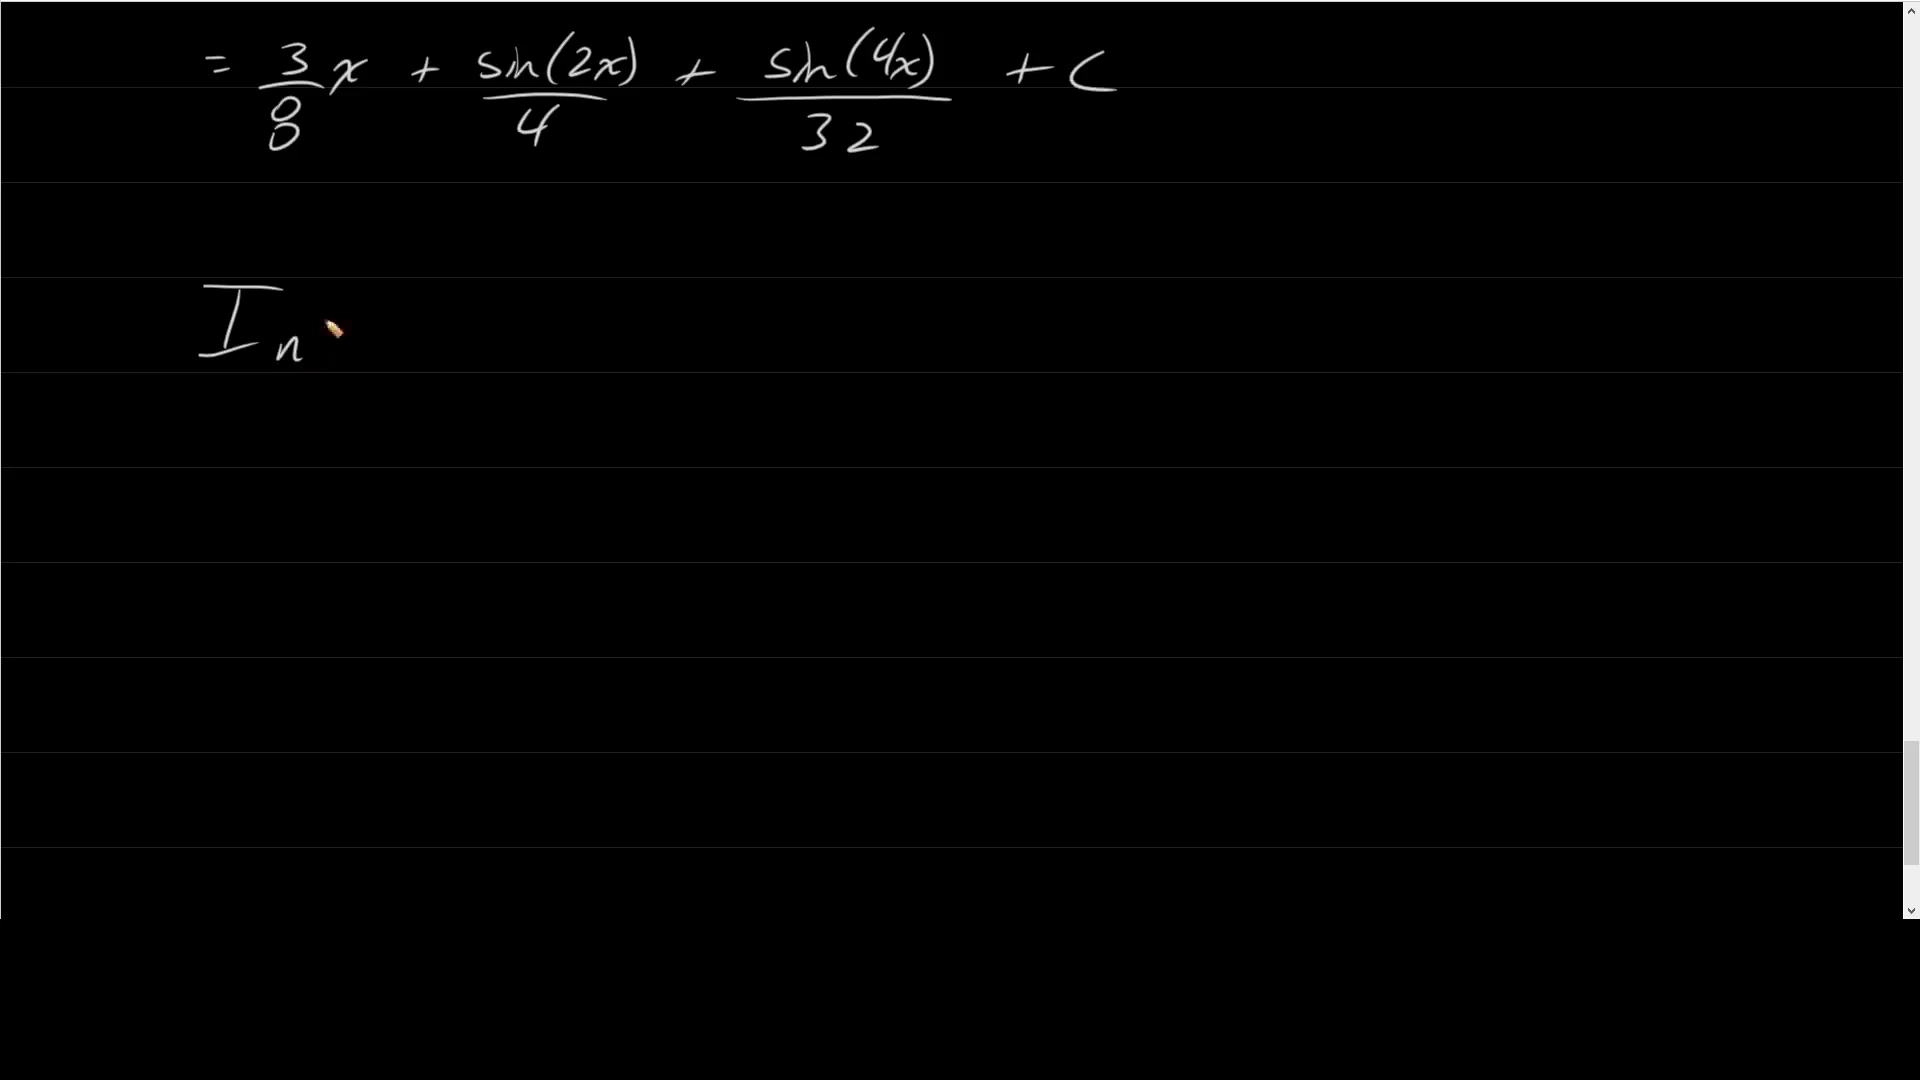 = 3/8 x + sin(2x)/4 + sin(4x)/32 + C
I_n